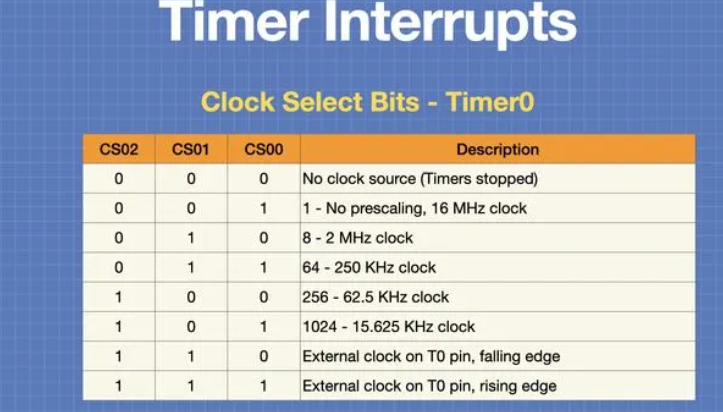 Timer Interrupts
Clock Select Bits - Timer0
CS02 CS01 CS00 Description
0 0 0 No clock source (Timers stopped)
0 0 1 1 - No prescaling, 16 MHz clock
0 1 0 8 - 2 MHz clock
0 1 1 64 - 250 KHz clock
1 0 0 256 - 62.5 KHz clock
1 0 1 1024 - 15.625 KHz clock
1 1 0 External clock on T0 pin, falling edge
1 1 1 External clock on T0 pin, rising edge